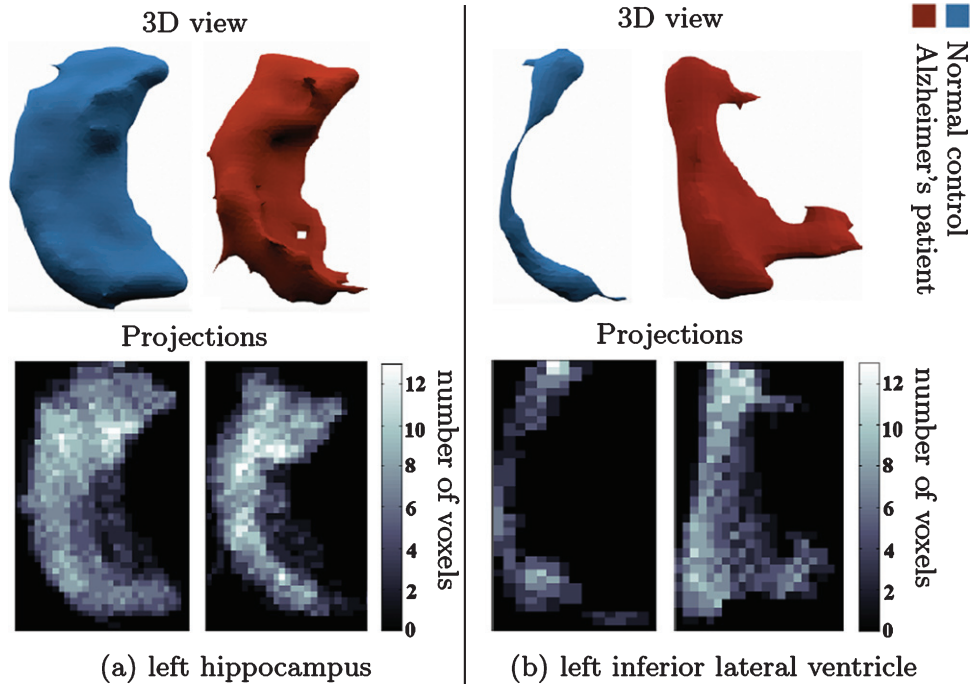 3D view
3D view
Normal control
Alzheimer's patient
Projections
Projections
12
10
8
6
4
2
0
number of voxels
12
10
8
6
4
2
0
number of voxels
(a) left hippocampus
(b) left inferior lateral ventricle